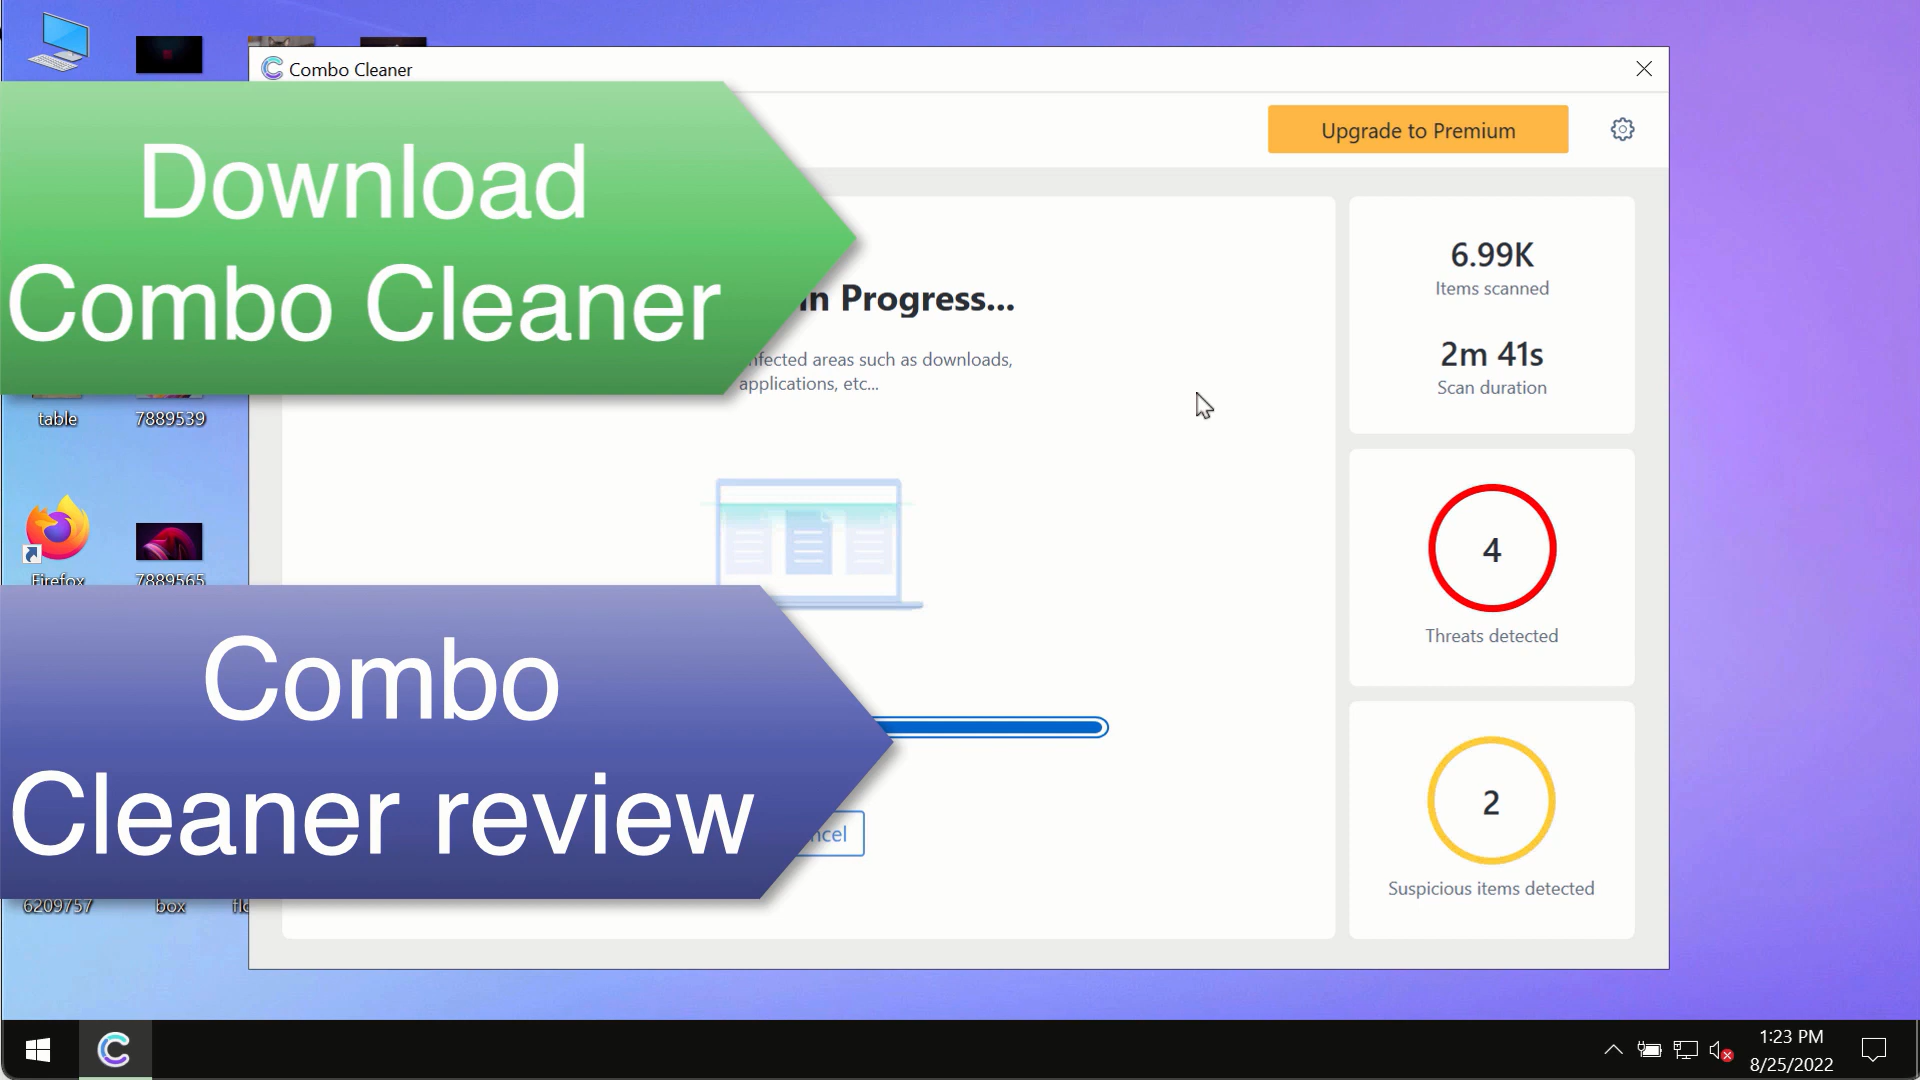 Combo Cleaner
Upgrade to Premium
Download
Combo Cleaner
in Progress...
infected areas such as downloads,
applications, etc...
6.99K
Items scanned
2m 41s
Scan duration
table
7889539
4
Threats detected
Firefox
7889565
Combo
Cleaner review
2
Suspicious items detected
6209757
box
1:23 PM
8/25/2022